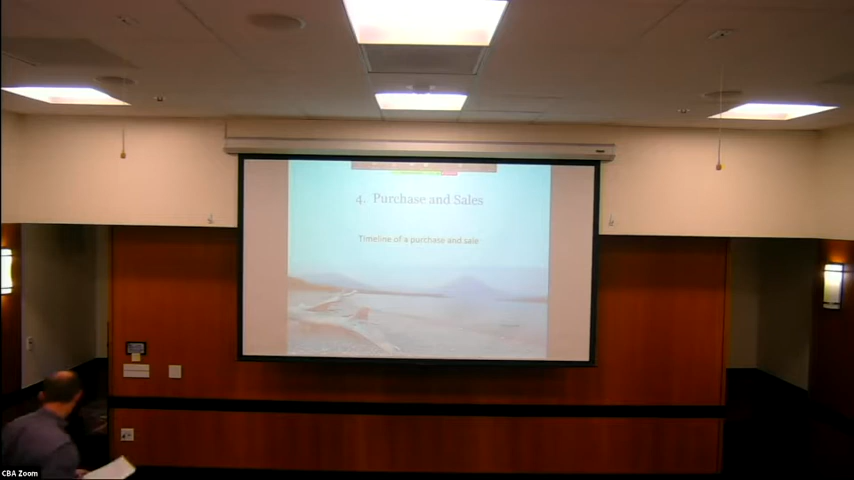 4. Purchase and Sales
Timeline of a purchase and sale
CBA Zoom